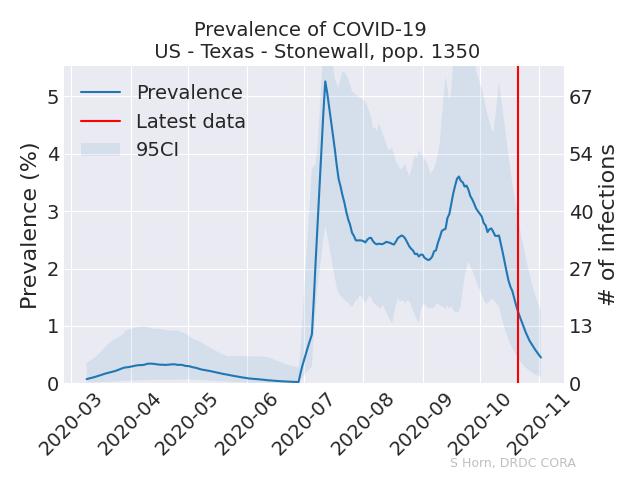 Prevalence of COVID-19
US - Texas - Stonewall, pop. 1350
Prevalence
Latest data
95CI
Prevalence (%)
5
4
3
2
1
0
67
54
40
27
13
0
# of infections
2020-03
2020-04
2020-05
2020-06
2020-07
2020-08
2020-09
2020-10
2020-11
S Horn, DRDC CORA